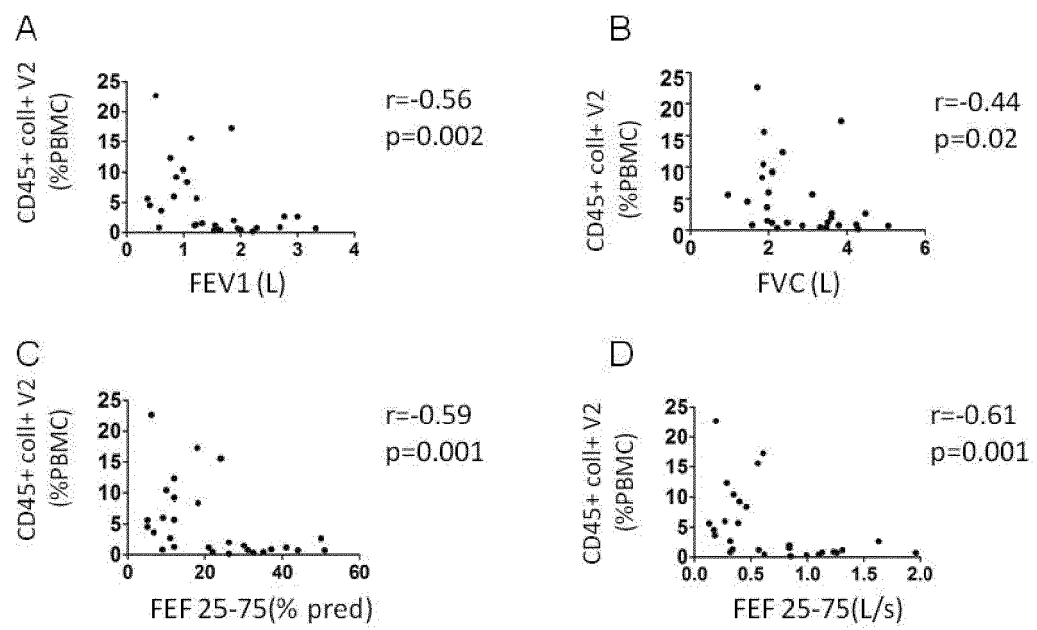 A
CD45+ coll+ V2
(%PBMC)
25
20
15
10
5
0
0 1 2 3 4
FEV1 (L)
r=-0.56
p=0.002
B
CD45+ coll+ V2
(%PBMC)
25
20
15
10
5
0
0 2 4 6
FVC (L)
r=-0.44
p=0.02
C
CD45+ coll+ V2
(%PBMC)
25
20
15
10
5
0
0 20 40 60
FEF 25-75(% pred)
r=-0.59
p=0.001
D
CD45+ coll+ V2
(%PBMC)
25
20
15
10
5
0
0.0 0.5 1.0 1.5 2.0
FEF 25-75(L/s)
r=-0.61
p=0.001